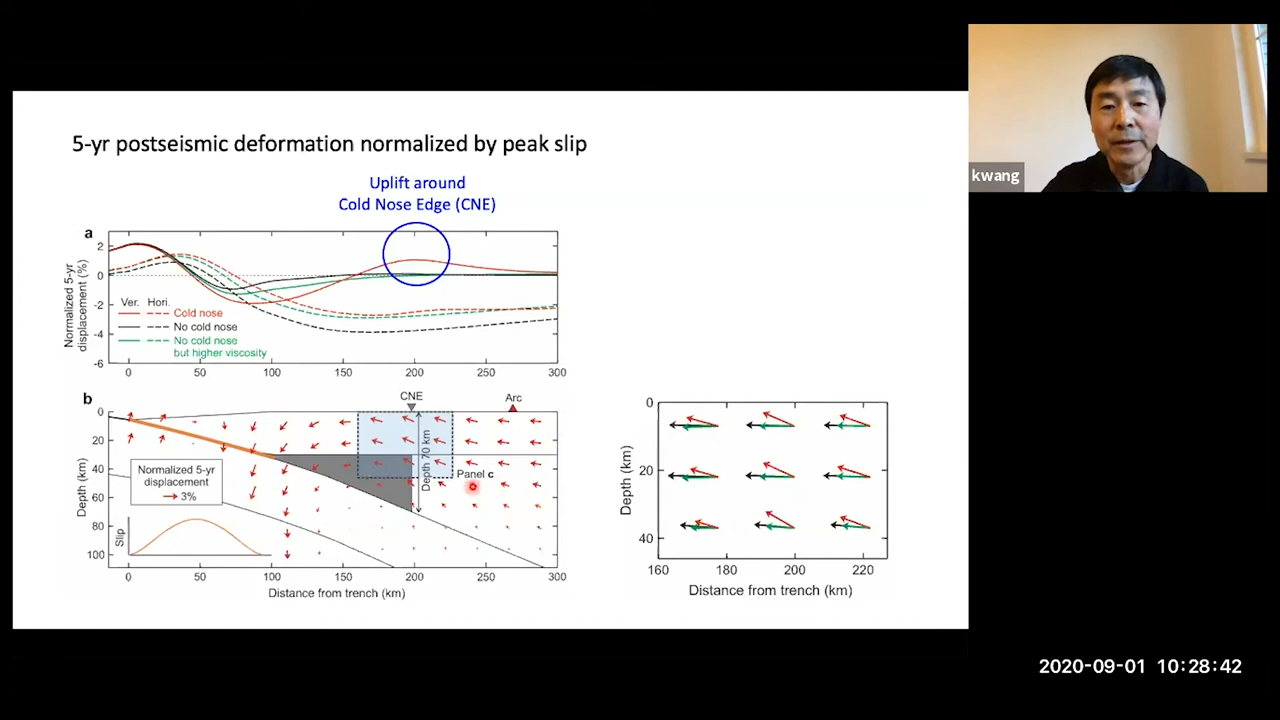 5-yr postseismic deformation normalized by peak slip
Uplift around
Cold Nose Edge (CNE)
kwang
a
Normalized 5-yr
displacement (%)
2
0
-2
-4
-6
Ver. Hori.
Cold nose
No cold nose
No cold nose
but higher viscosity
0 50 100 150 200 250 300
b
CNE
Arc
Depth (km)
0
20
40
60
80
100
Depth 70 km
Panel c
Normalized 5-yr
displacement
3%
Slip
0 50 100 150 200 250 300
Distance from trench (km)
Depth (km)
0
20
40
160 180 200 220
Distance from trench (km)
2020-09-01 10:28:42